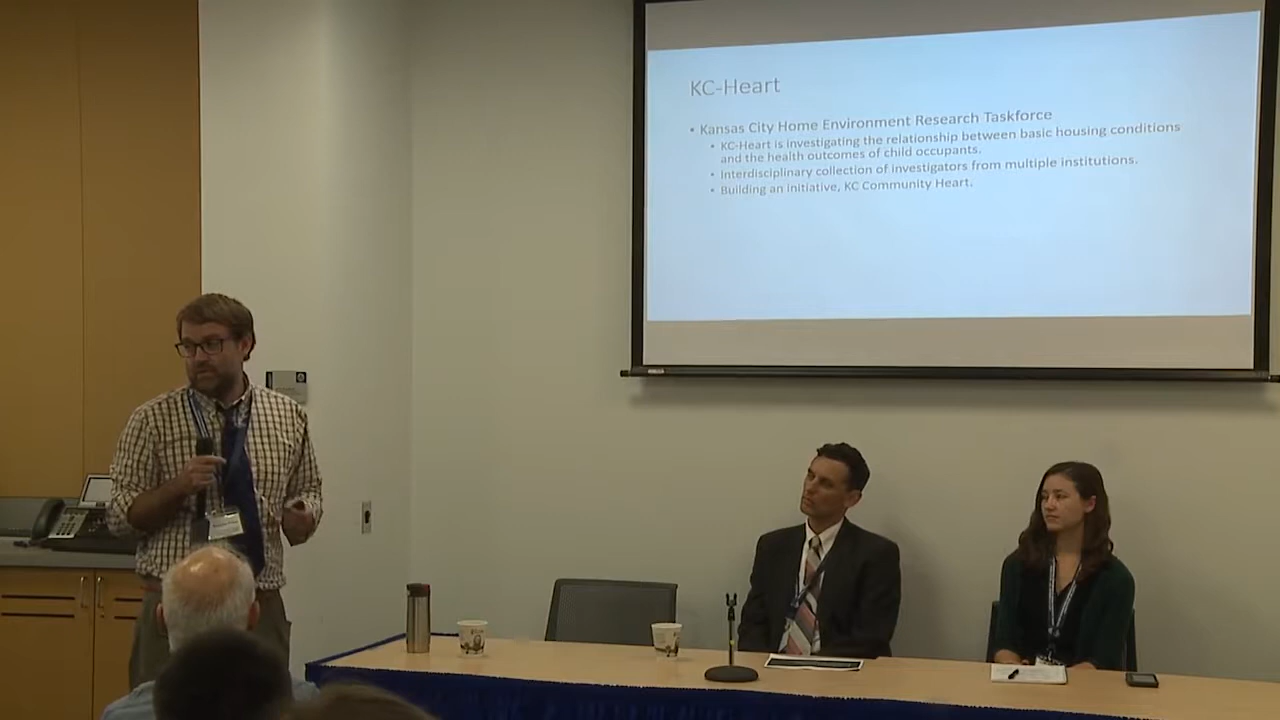 KC-Heart
• Kansas City Home Environment Research Taskforce
• KC-Heart is investigating the relationship between basic housing conditions
and the health outcomes of child occupants.
• Interdisciplinary collection of investigators from multiple institutions.
• Building an initiative, KC Community Heart.